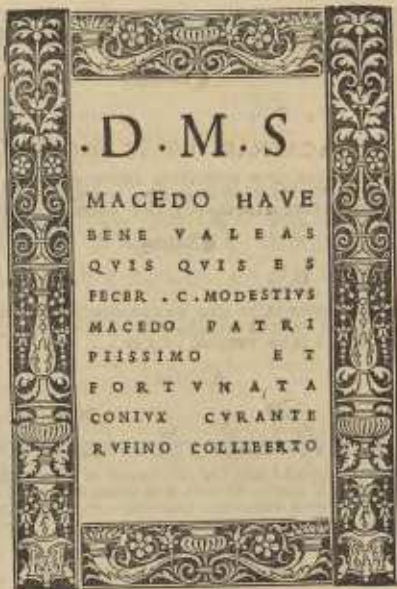 .D.M.S
MACEDO HAVE
BENE VALEAS
QVIS QVIS ES
FECER .C.MODESTIVS
MACEDO PATRI
PIISSIMO ET
FORTVNATA
CONIVX CVRANTE
RVFINO COLLIBERTO